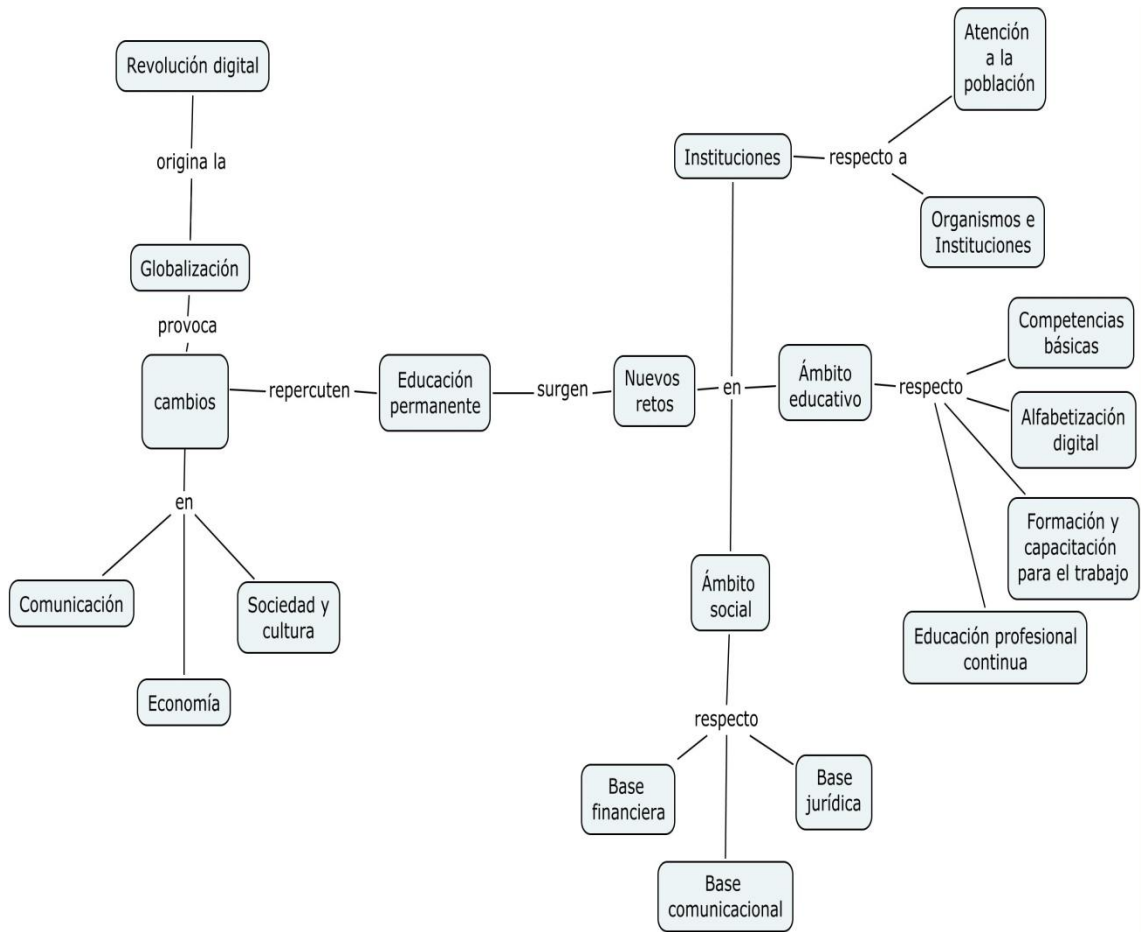 Revolución digital
origina la
Globalización
provoca
cambios
en
Comunicación
Sociedad y
cultura
Economía
repercuten
Educación
permanente
surgen
Nuevos
retos
en
Instituciones
respecto a
Atención
a la
población
Organismos e
Instituciones
Ámbito
educativo
respecto
Competencias
básicas
Alfabetización
digital
Formación y
capacitación
para el trabajo
Educación profesional
continua
Ámbito
social
respecto
Base
financiera
Base
jurídica
Base
comunicacional